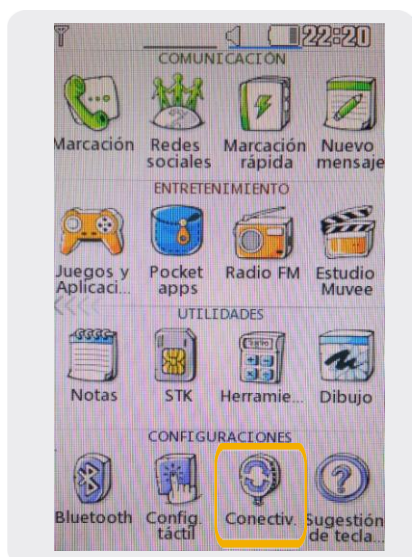 22:20
COMUNICACIÓN
Marcación Redes sociales Marcación rápida Nuevo mensaje
ENTRETENIMIENTO
Juegos y Aplicaci... Pocket apps Radio FM Estudio Muvee
UTILIDADES
Notas STK Herramie... Dibujo
CONFIGURACIONES
Bluetooth Config. táctil Conectiv. Sugestión de tecla...